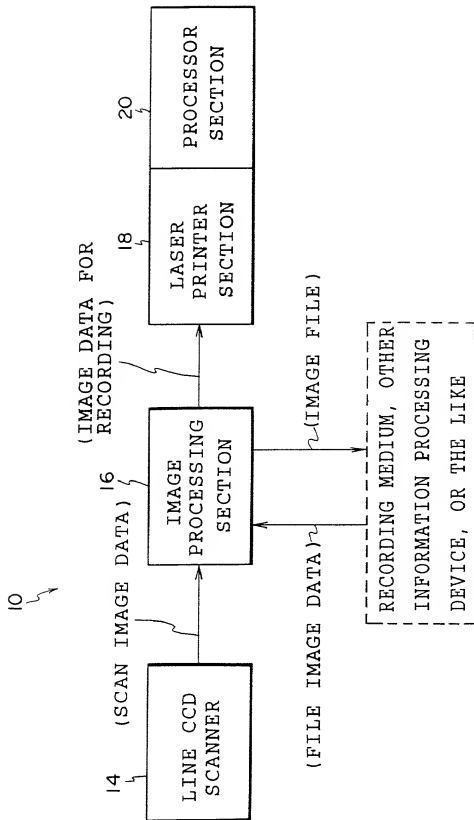 10
14
LINE CCD
SCANNER
(SCAN IMAGE DATA)
16
IMAGE
PROCESSING
SECTION
(IMAGE DATA FOR
RECORDING)
18
LASER
PRINTER
SECTION
20
PROCESSOR
SECTION
(FILE IMAGE DATA)
(IMAGE FILE)
RECORDING MEDIUM, OTHER
INFORMATION PROCESSING
DEVICE, OR THE LIKE